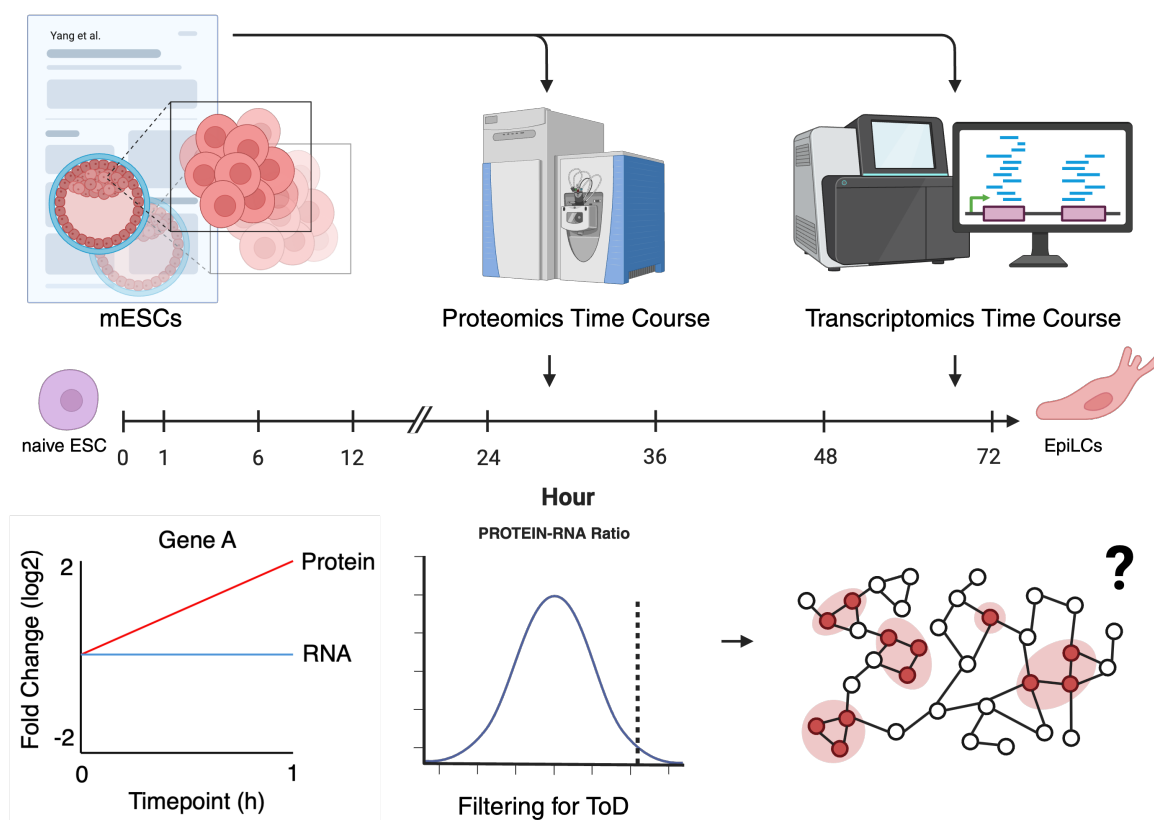 Yang et al.
mESCs
Proteomics Time Course
Transcriptomics Time Course
naive ESC
EpiLCs
0 1 6 12 24 36 48 72
Hour
Gene A
Fold Change (log2)
2
-2
Protein
RNA
0 1
Timepoint (h)
PROTEIN-RNA Ratio
Filtering for ToD
?